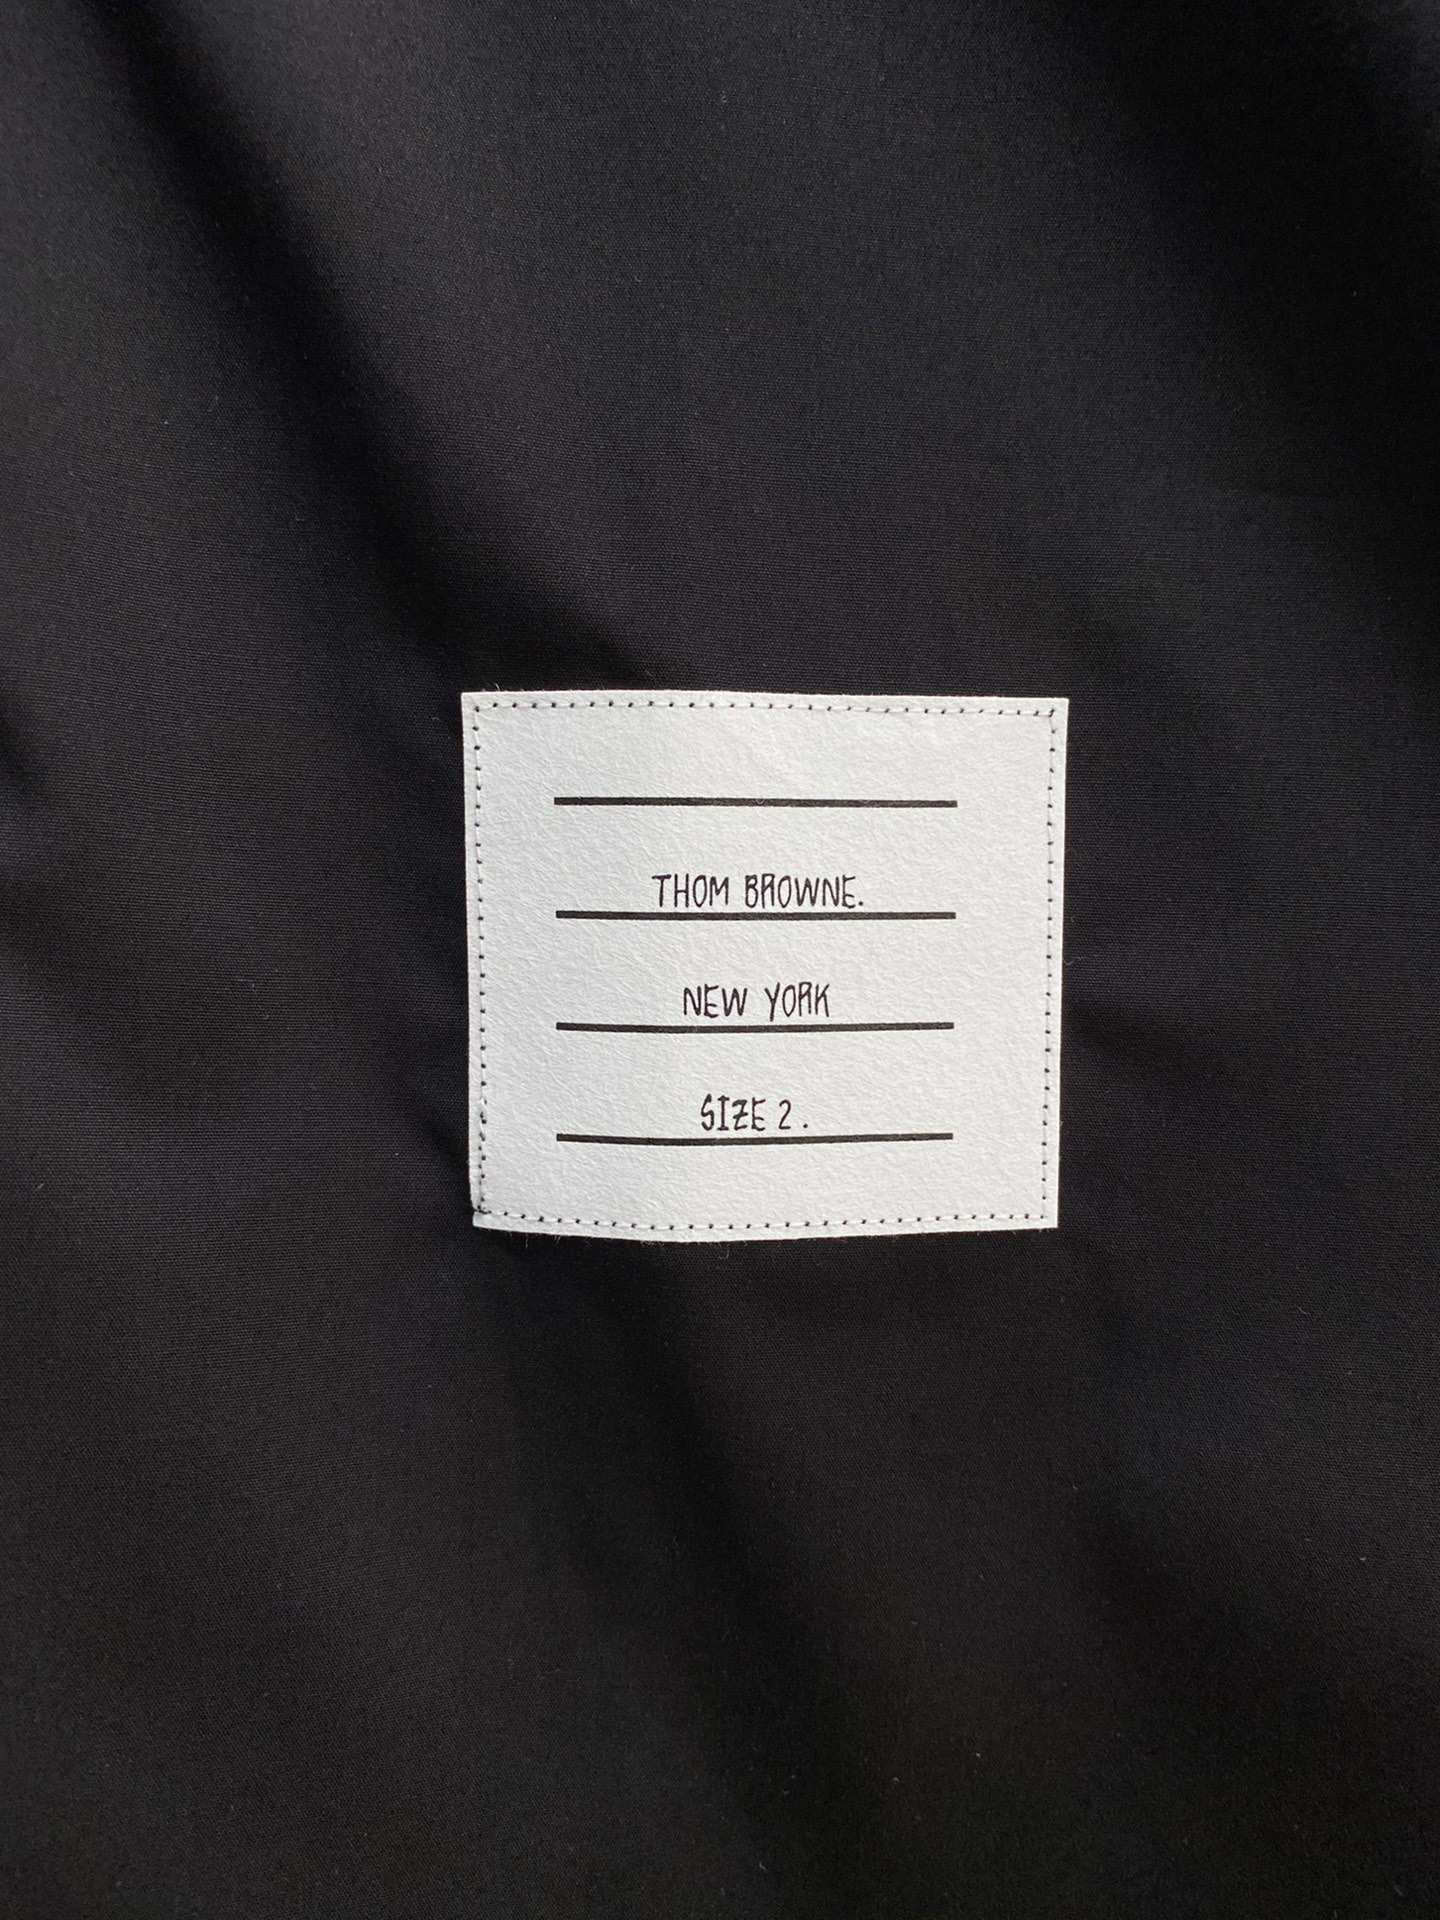 THOM BROWNE.
NEW YORK
SIZE 2.